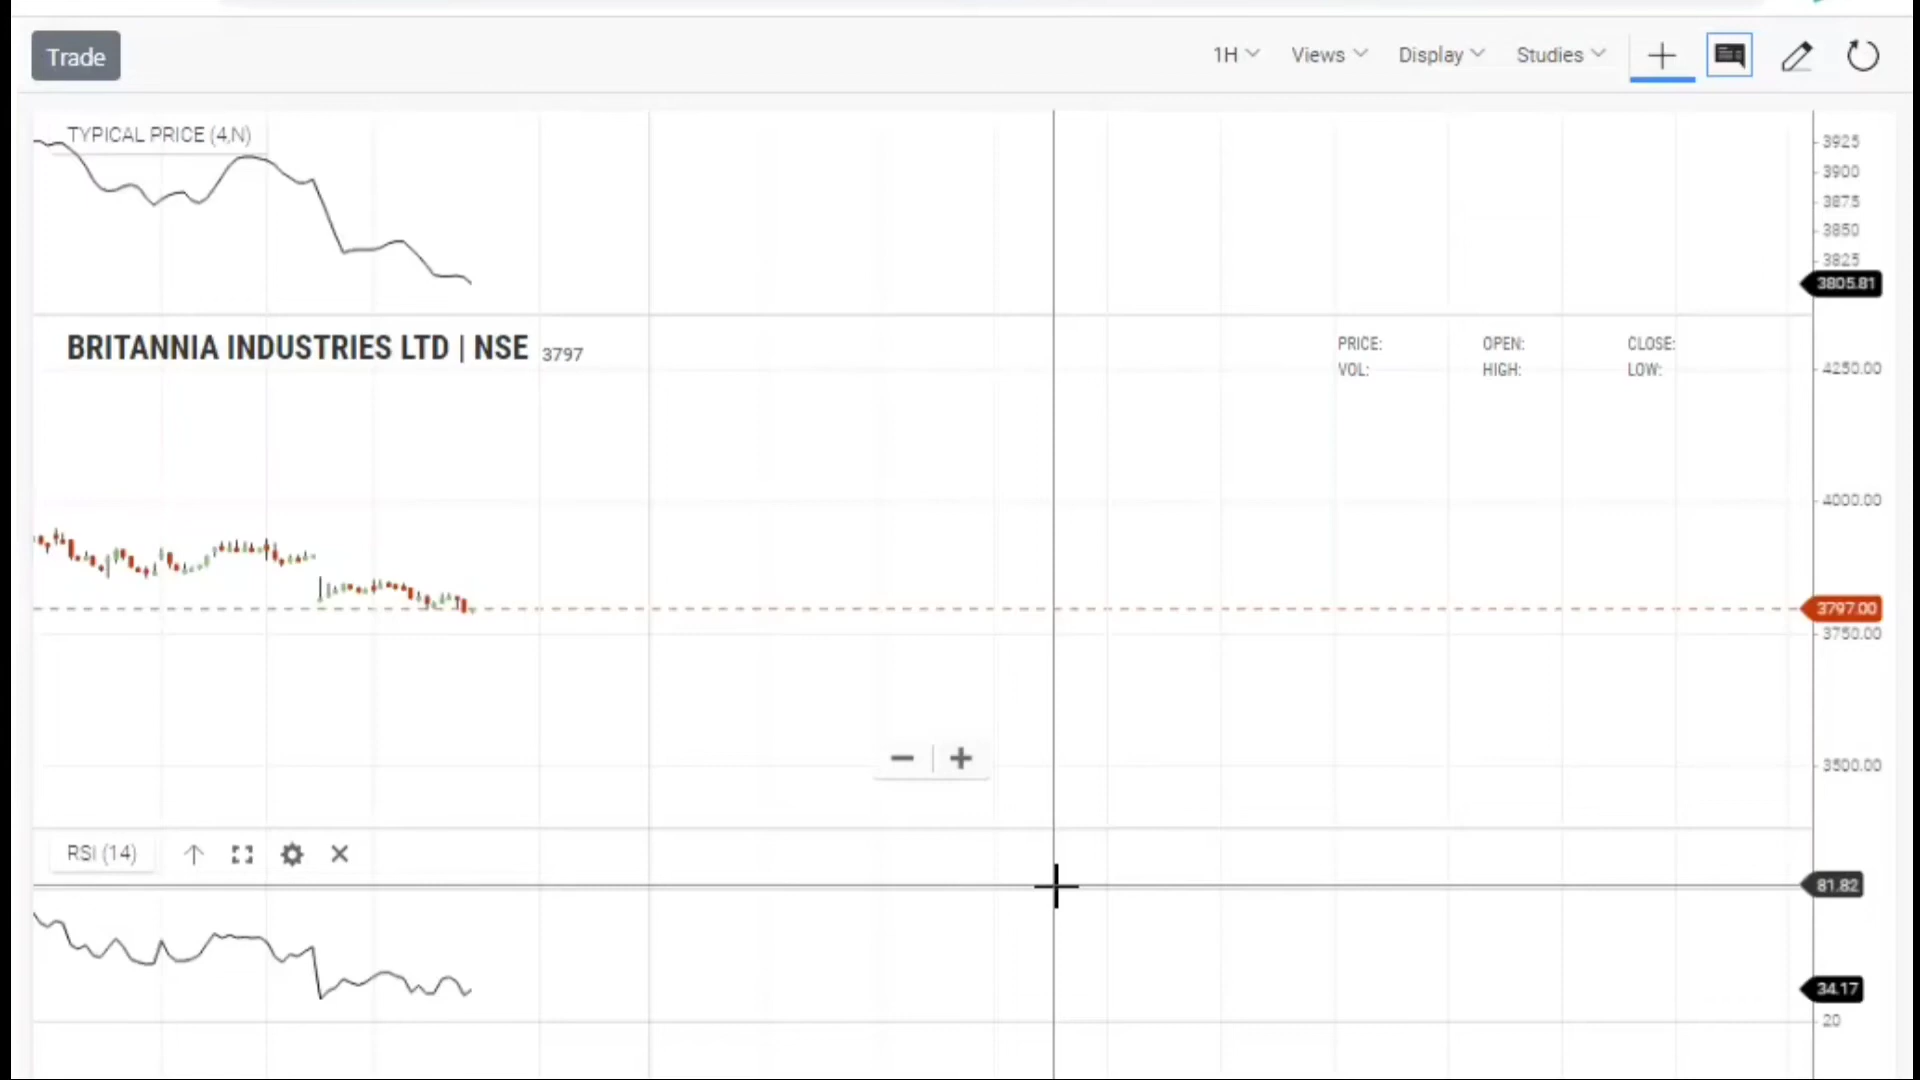 Trade 1H Views Display Studies
TYPICAL PRICE (4,N)
3925
3900
3875
3850
3825
3805.81
BRITANNIA INDUSTRIES LTD | NSE 3797
PRICE: OPEN: CLOSE:
VOL: HIGH: LOW:
4250.00
4000.00
3797.00
3750.00
3500.00
RSI (14)
81.82
34.17
20